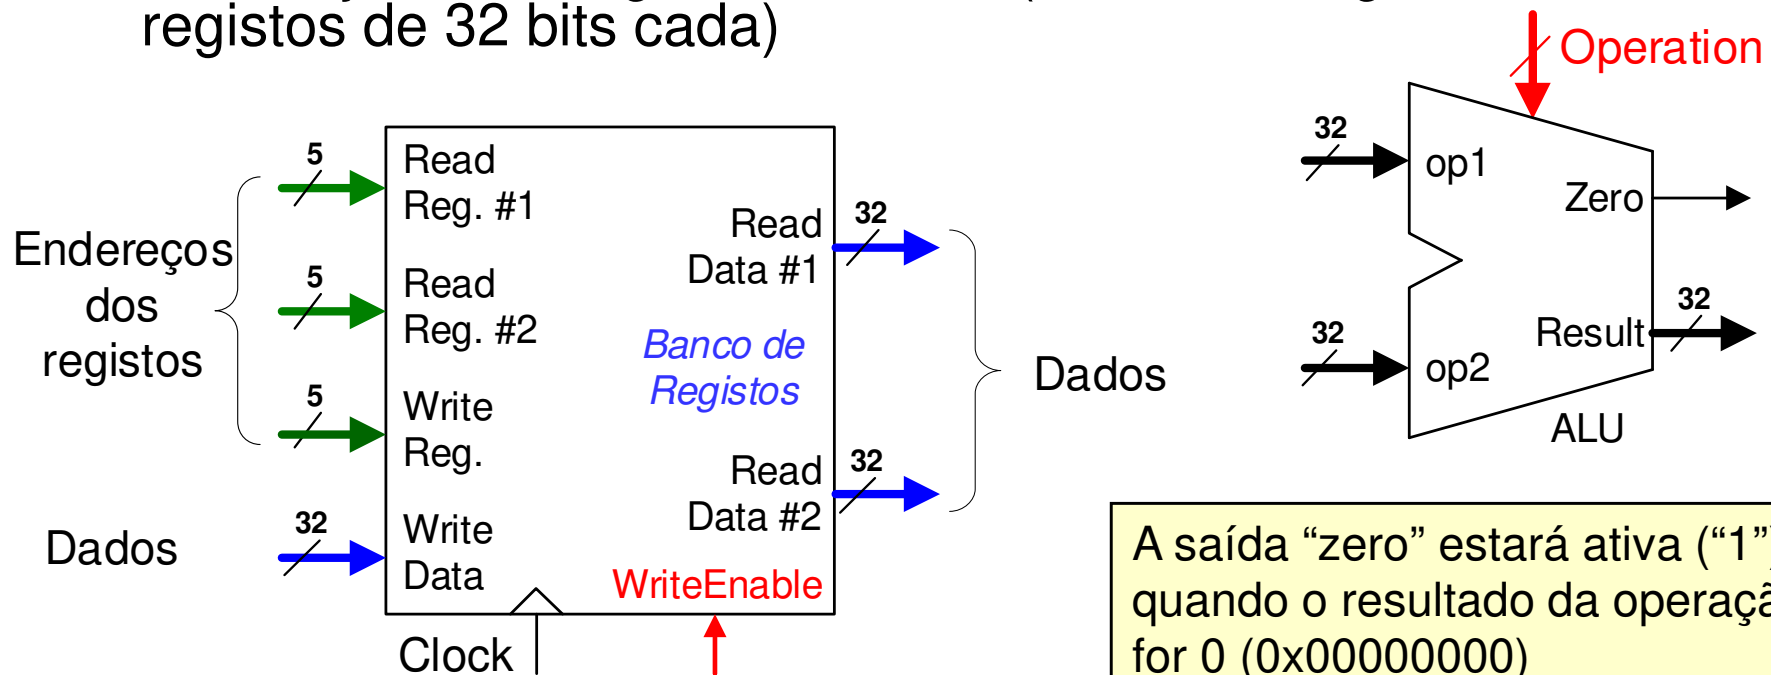 registos de 32 bits cada)
Operation
5
Read
Reg. #1
Endereços
dos
registos
5
Read
Reg. #2
5
Write
Reg.
Dados
32
Write
Data
Read
Data #1
32
Banco de
Registos
Read
Data #2
32
WriteEnable
Clock
Dados
32
op1
Zero
32
op2
Result
32
ALU
A saída “zero” estará ativa (“1”)
quando o resultado da operaçã
for 0 (0x00000000)